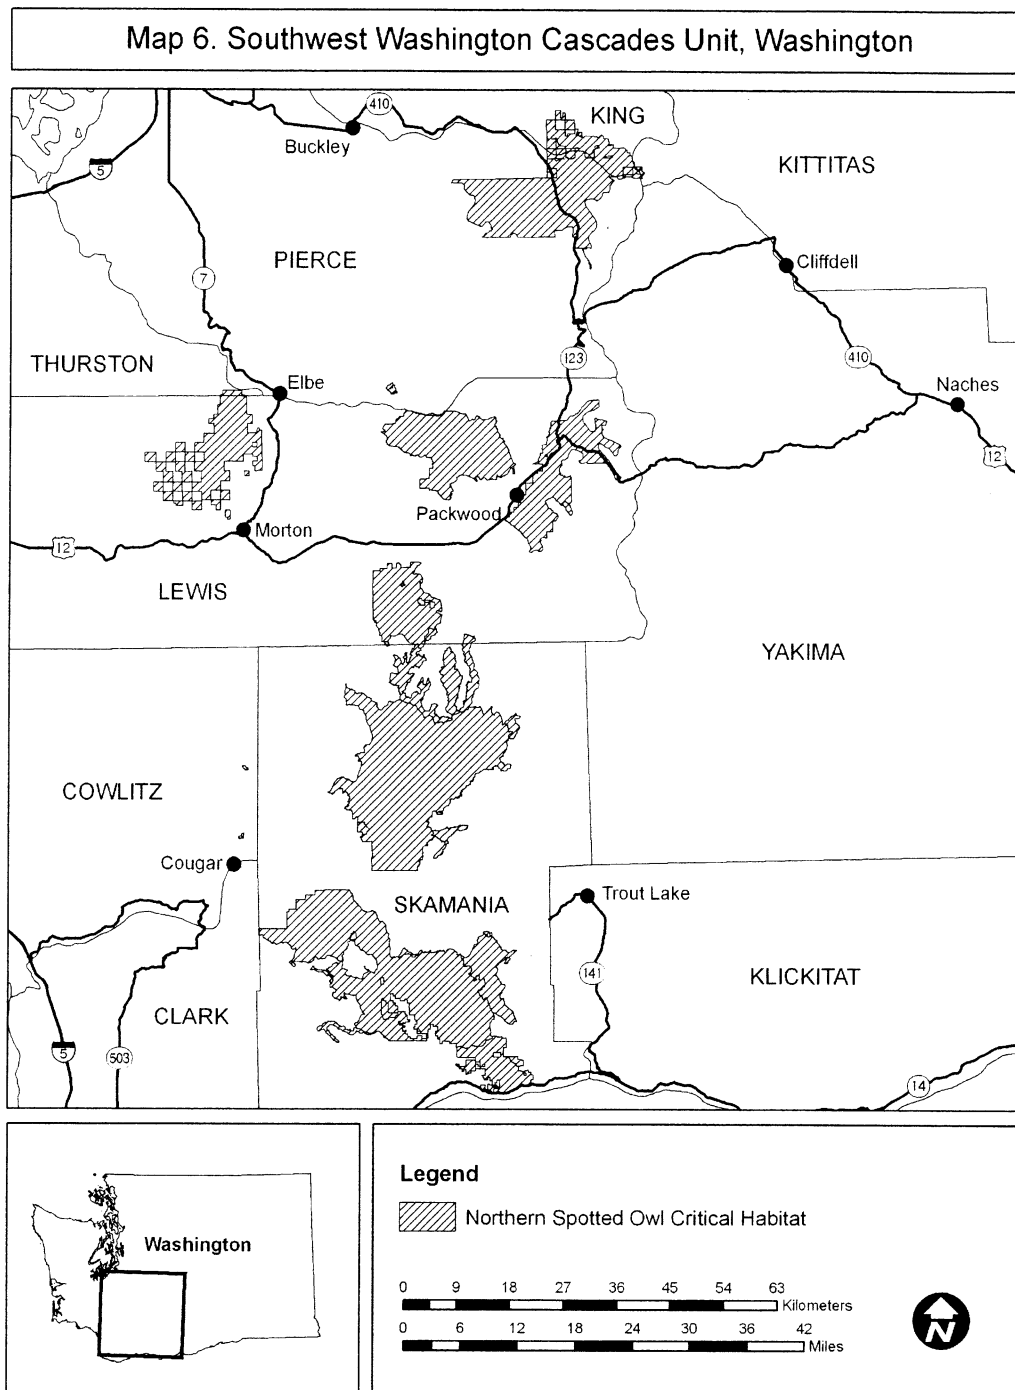 Map 6. Southwest Washington Cascades Unit, Washington
410
KING
Buckley
5
KITTITAS
PIERCE
Cliffdell
7
THURSTON
Elbe
123
410
Naches
12
Packwood
Morton
12
LEWIS
YAKIMA
COWLITZ
Cougar
SKAMANIA
Trout Lake
141
KLICKITAT
CLARK
5
503
14
Washington
Legend
Northern Spotted Owl Critical Habitat
0 9 18 27 36 45 54 63
Kilometers
0 6 12 18 24 30 36 42
Miles
N